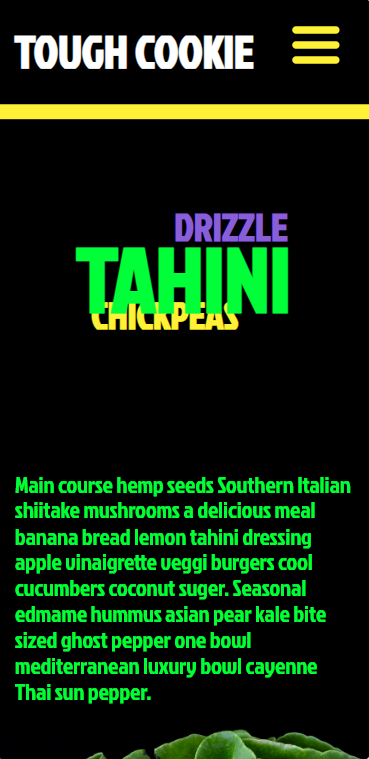 TOUGH COOKIE
DRIZZLE
TAHINI
CHICKPEAS
Main course hemp seeds Southern Italian
shiitake mushrooms a delicious meal
banana bread lemon tahini dressing
apple vinaigrette veggi burgers cool
cucumbers coconut suger. Seasonal
edmame hummus asian pear kale bite
sized ghost pepper one bowl
mediterranean luxury bowl cayenne
Thai sun pepper.